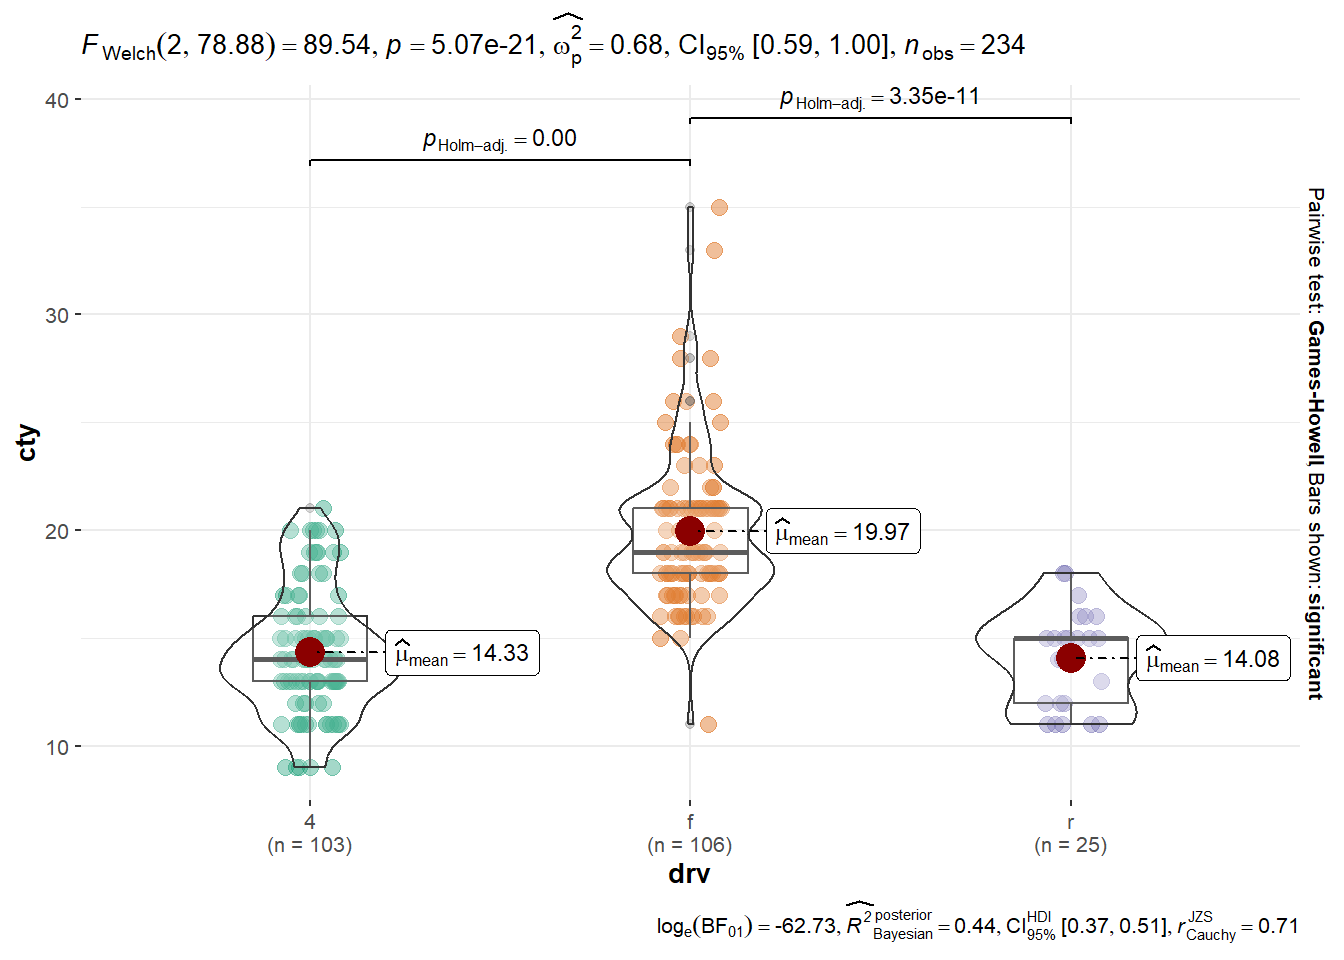 F Welch(2, 78.88) = 89.54, p = 5.07e-21, ω̂²p = 0.68, CI95% [0.59, 1.00], nobs = 234
40
pHolm–adj. = 3.35e-11
pHolm–adj. = 0.00
30
20
10
cty
μ̂mean = 14.33
μ̂mean = 19.97
μ̂mean = 14.08
Pairwise test: Games-Howell, Bars shown: significant
4
(n = 103)
f
(n = 106)
r
(n = 25)
drv
loge(BF01) = -62.73, R̂² posterior Bayesian = 0.44, CI HDI 95% [0.37, 0.51], r JZS Cauchy = 0.71